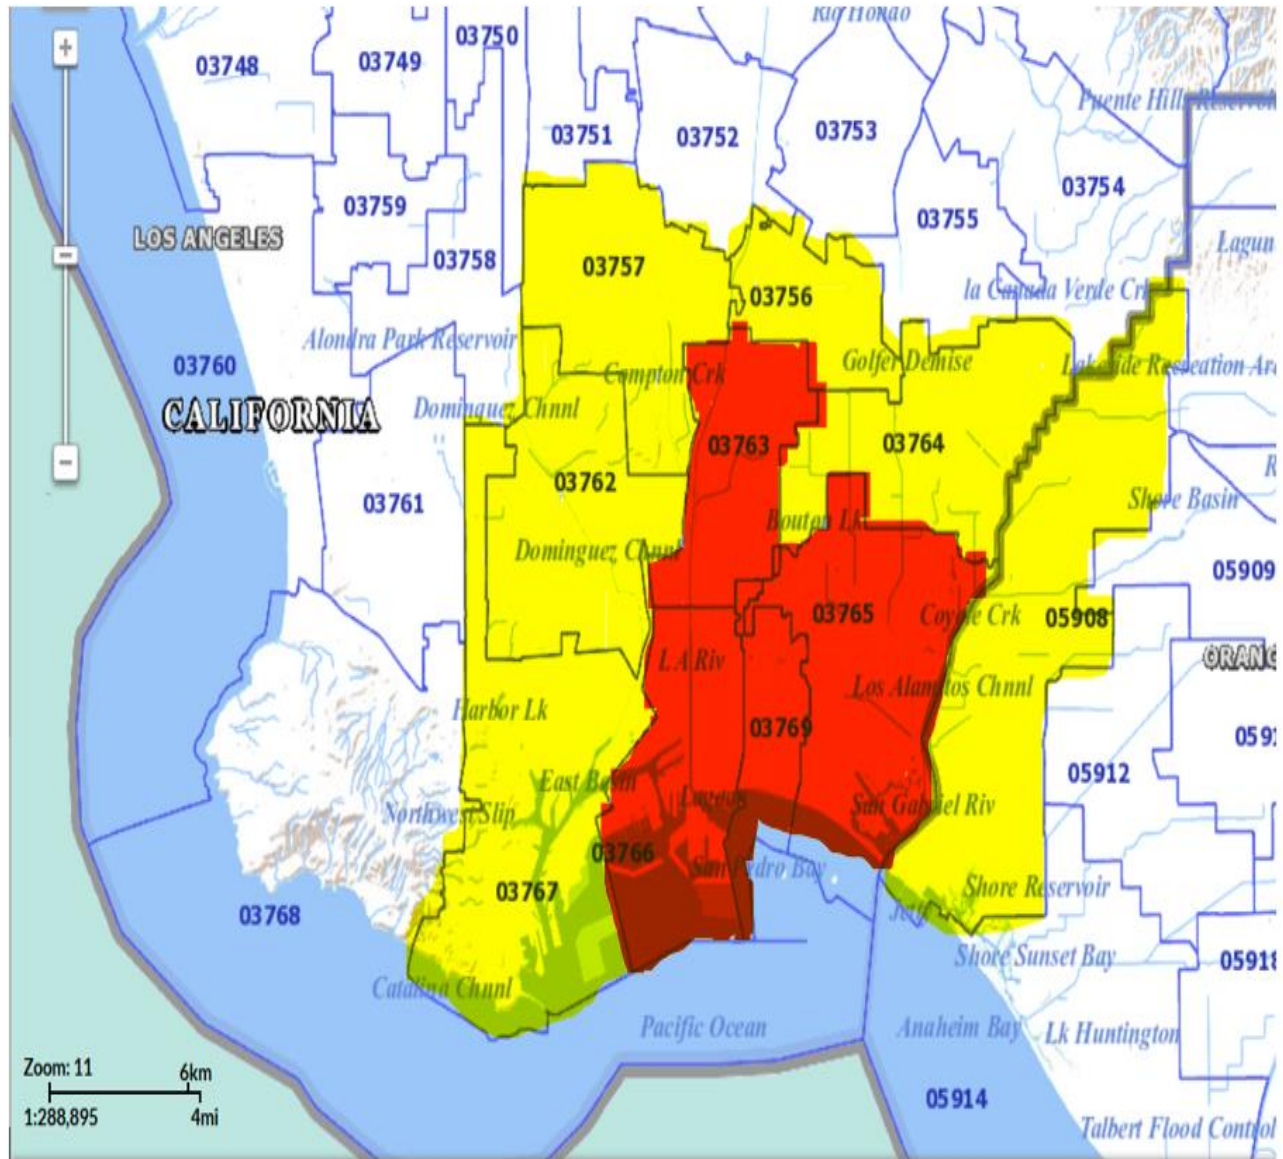 Rio Hondo
03750
03748
03749
Puente Hills Reservoir
03751
03752
03753
03754
03759
03755
LOS ANGELES
Lagun
03758
03757
03756
la Canada Verde Crk
Alondra Park Reservoir
Golfer Demise
Lakeside Recreation Are
03760
Compton Crk
CALIFORNIA
Dominguez Chnnl
03763
03764
R
03762
03761
Shore Basin
Bouton Lk
Dominguez Chnnl
05909
03765
Coyote Crk
05908
L A Riv
ORANG
Los Alamitos Chnnl
Harbor Lk
03769
05912
East Basin
Lagoon
San Gabriel Riv
Northwest Slip
03766
San Pedro Bay
03767
Shore Reservoir
03768
Jetty
Shore Sunset Bay
05918
Catalina Chnnl
Pacific Ocean
Anaheim Bay
Lk Huntington
Zoom: 11
6km
05914
1:288,895
4mi
Talbert Flood Control